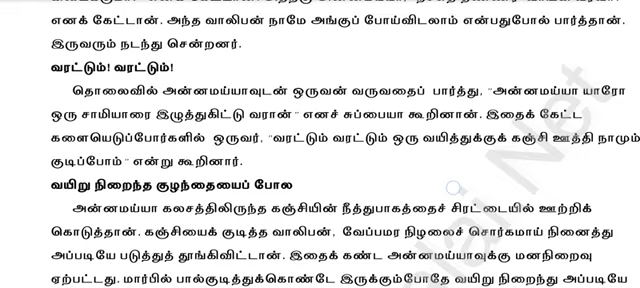 எனக் கேட்டான். அந்த வாலிபன் நாமே அங்குப் போய்விடலாம் என்பதுபோல் பார்த்தான்.
இருவரும் நடந்து சென்றனர்.
வரட்டும்! வரட்டும்!
தொலைவில் அன்னமய்யாவுடன் ஒருவன் வருவதைப் பார்த்து, "அன்னமய்யா யாரோ
ஒரு சாமியாரை இழுத்துகிட்டு வரான்" எனச் சுப்பையா கூறினான். இதைக் கேட்ட
களையெடுப்போர்களில் ஒருவர், "வரட்டும் வரட்டும் ஒரு வயித்துக்குக் கஞ்சி ஊத்தி நாமும்
குடிப்போம்" என்று கூறினார்.
வயிறு நிறைந்த குழந்தையைப் போல
அன்னமய்யா கலசத்திலிருந்த கஞ்சியின் நீத்துபாகத்தைச் சிரட்டையில் ஊற்றிக்
கொடுத்தான். கஞ்சியைக் குடித்த வாலிபன், வேப்பமர நிழலைச் சொர்கமாய் நினைத்து
அப்படியே படுத்துத் தூங்கிவிட்டான். இதைக் கண்ட அன்னமய்யாவுக்கு மனநிறைவு
ஏற்பட்டது. மார்பில் பால்குடித்துக்கொண்டே இருக்கும்போதே வயிறு நிறைந்து அப்படியே